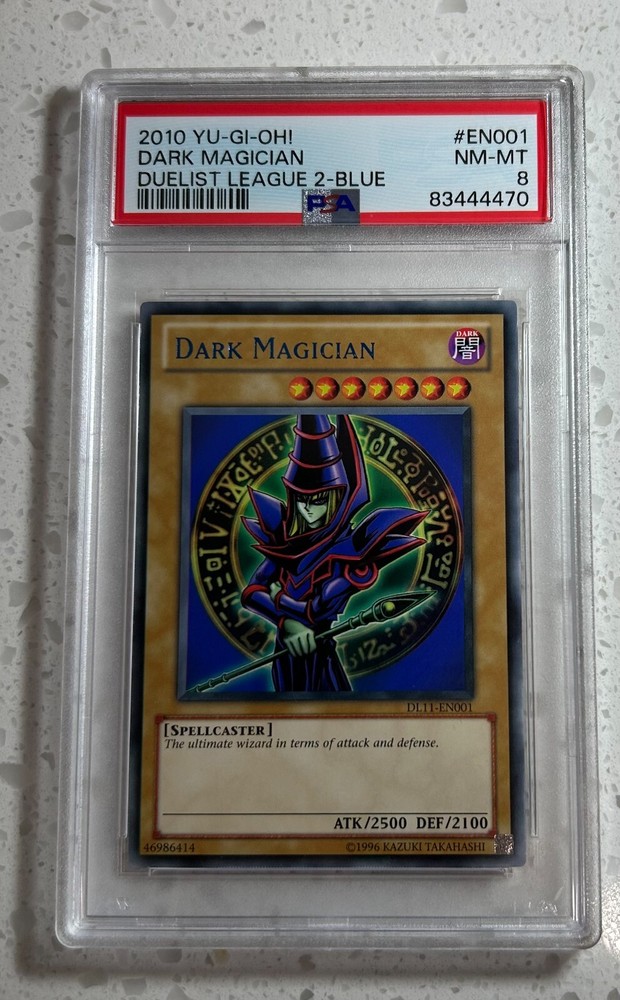 2010 YU-GI-OH! #EN001
DARK MAGICIAN NM-MT
DUELIST LEAGUE 2-BLUE 8
PSA 83444470
DARK MAGICIAN
DARK
闇
DL11-EN001
[SPELLCASTER]
The ultimate wizard in terms of attack and defense.
ATK/2500 DEF/2100
46986414 ©1996 KAZUKI TAKAHASHI